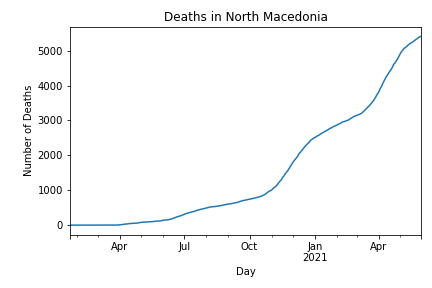 Deaths in North Macedonia
Number of Deaths
5000
4000
3000
2000
1000
0
Apr
Jul
Oct
Jan
2021
Apr
Day